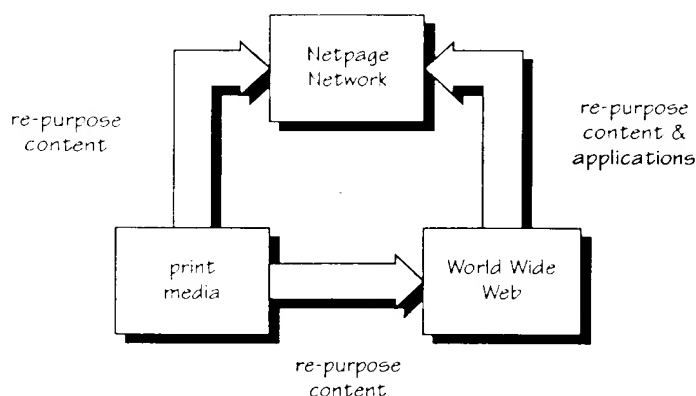 Netpage
Network
re-purpose
content
re-purpose
content &
applications
print
media
World Wide
Web
re-purpose
content